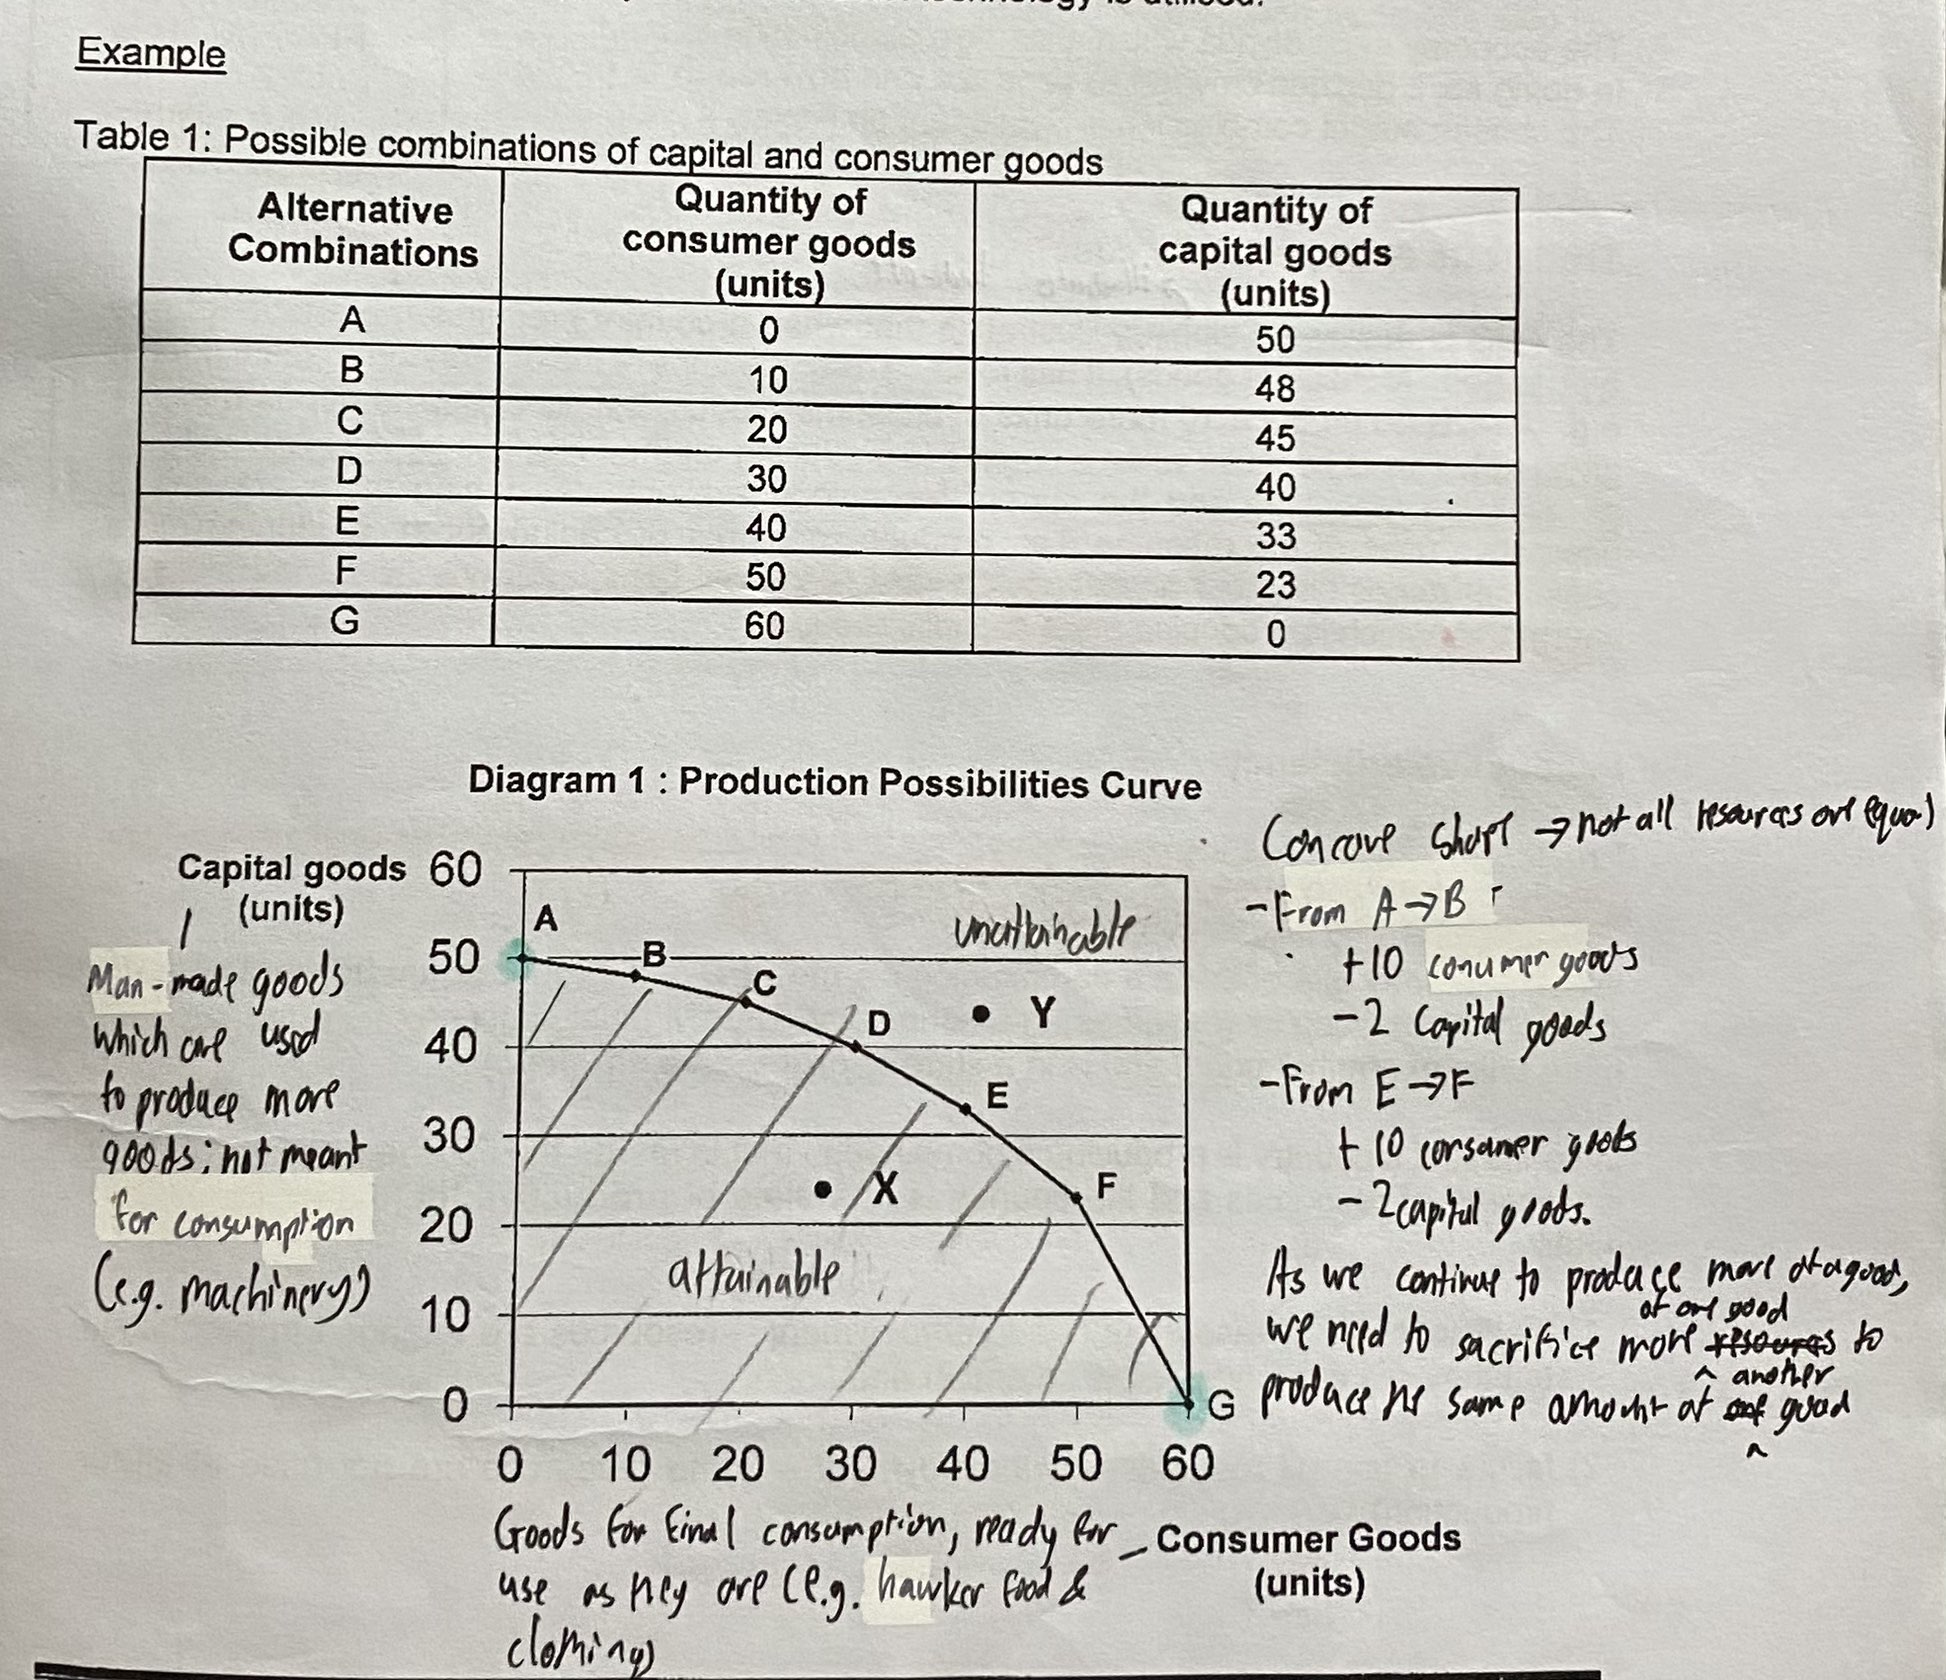 technology is utilised.
Example
Table 1: Possible combinations of capital and consumer goods
Alternative Combinations
Quantity of consumer goods (units)
Quantity of capital goods (units)
A 0 50
B 10 48
C 20 45
D 30 40
E 40 33
F 50 23
G 60 0
Diagram 1 : Production Possibilities Curve
Capital goods
(units)
Man-made goods
which are used
to produce more
goods; not meant
for consumption
(e.g. machinery)
60
50
40
30
20
10
0
A
B
C
D
E
F
G
unattainable
Y
X
attainable
0 10 20 30 40 50 60
Consumer Goods
(units)
Goods for final consumption, ready for
use as they are (e.g. hawker food &
clothing)
Concave shape → not all resources are equal
- From A → B
+10 conumer goods
-2 capital goods
- From E → F
+10 consumer goods
-2 capital goods.
As we continue to produce more of a good,
we need to sacrifice more of one good resources to
produce the same amount of another one good